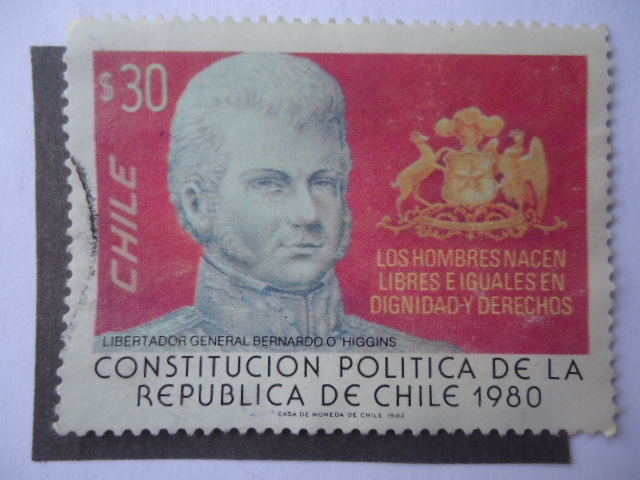 $30
CHILE
LOS HOMBRES NACEN
LIBRES E IGUALES EN
DIGNIDAD Y DERECHOS
LIBERTADOR GENERAL BERNARDO O"HIGGINS
CONSTITUCION POLITICA DE LA
REPUBLICA DE CHILE 1980
CASA DE MONEDA DE CHILE 1982